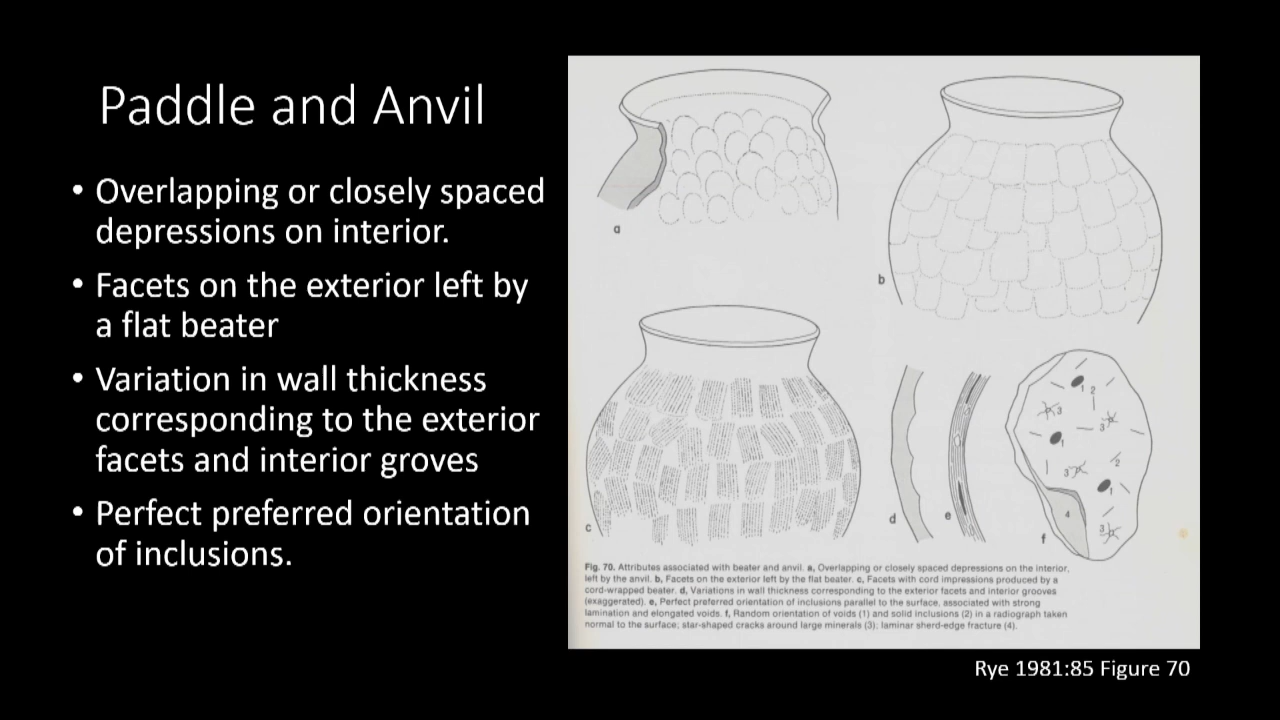 Paddle and Anvil
• Overlapping or closely spaced
depressions on interior.
• Facets on the exterior left by
a flat beater
• Variation in wall thickness
corresponding to the exterior
facets and interior groves
• Perfect preferred orientation
of inclusions.
a
b
c
d
e
f
1
2
3
3
1
2
3
1
4
3
Fig. 70. Attributes associated with beater and anvil. a, Overlapping or closely spaced depressions on the interior,
left by the anvil. b, Facets on the exterior left by the flat beater. c, Facets with cord impressions produced by a
cord-wrapped beater. d, Variations in wall thickness corresponding to the exterior facets and interior grooves
(exaggerated). e, Perfect preferred orientation of inclusions parallel to the surface, associated with strong
lamination and elongated voids. f, Random orientation of voids (1) and solid inclusions (2) in a radiograph taken
normal to the surface; star-shaped cracks around large minerals (3); laminar sherd-edge fracture (4).
Rye 1981:85 Figure 70